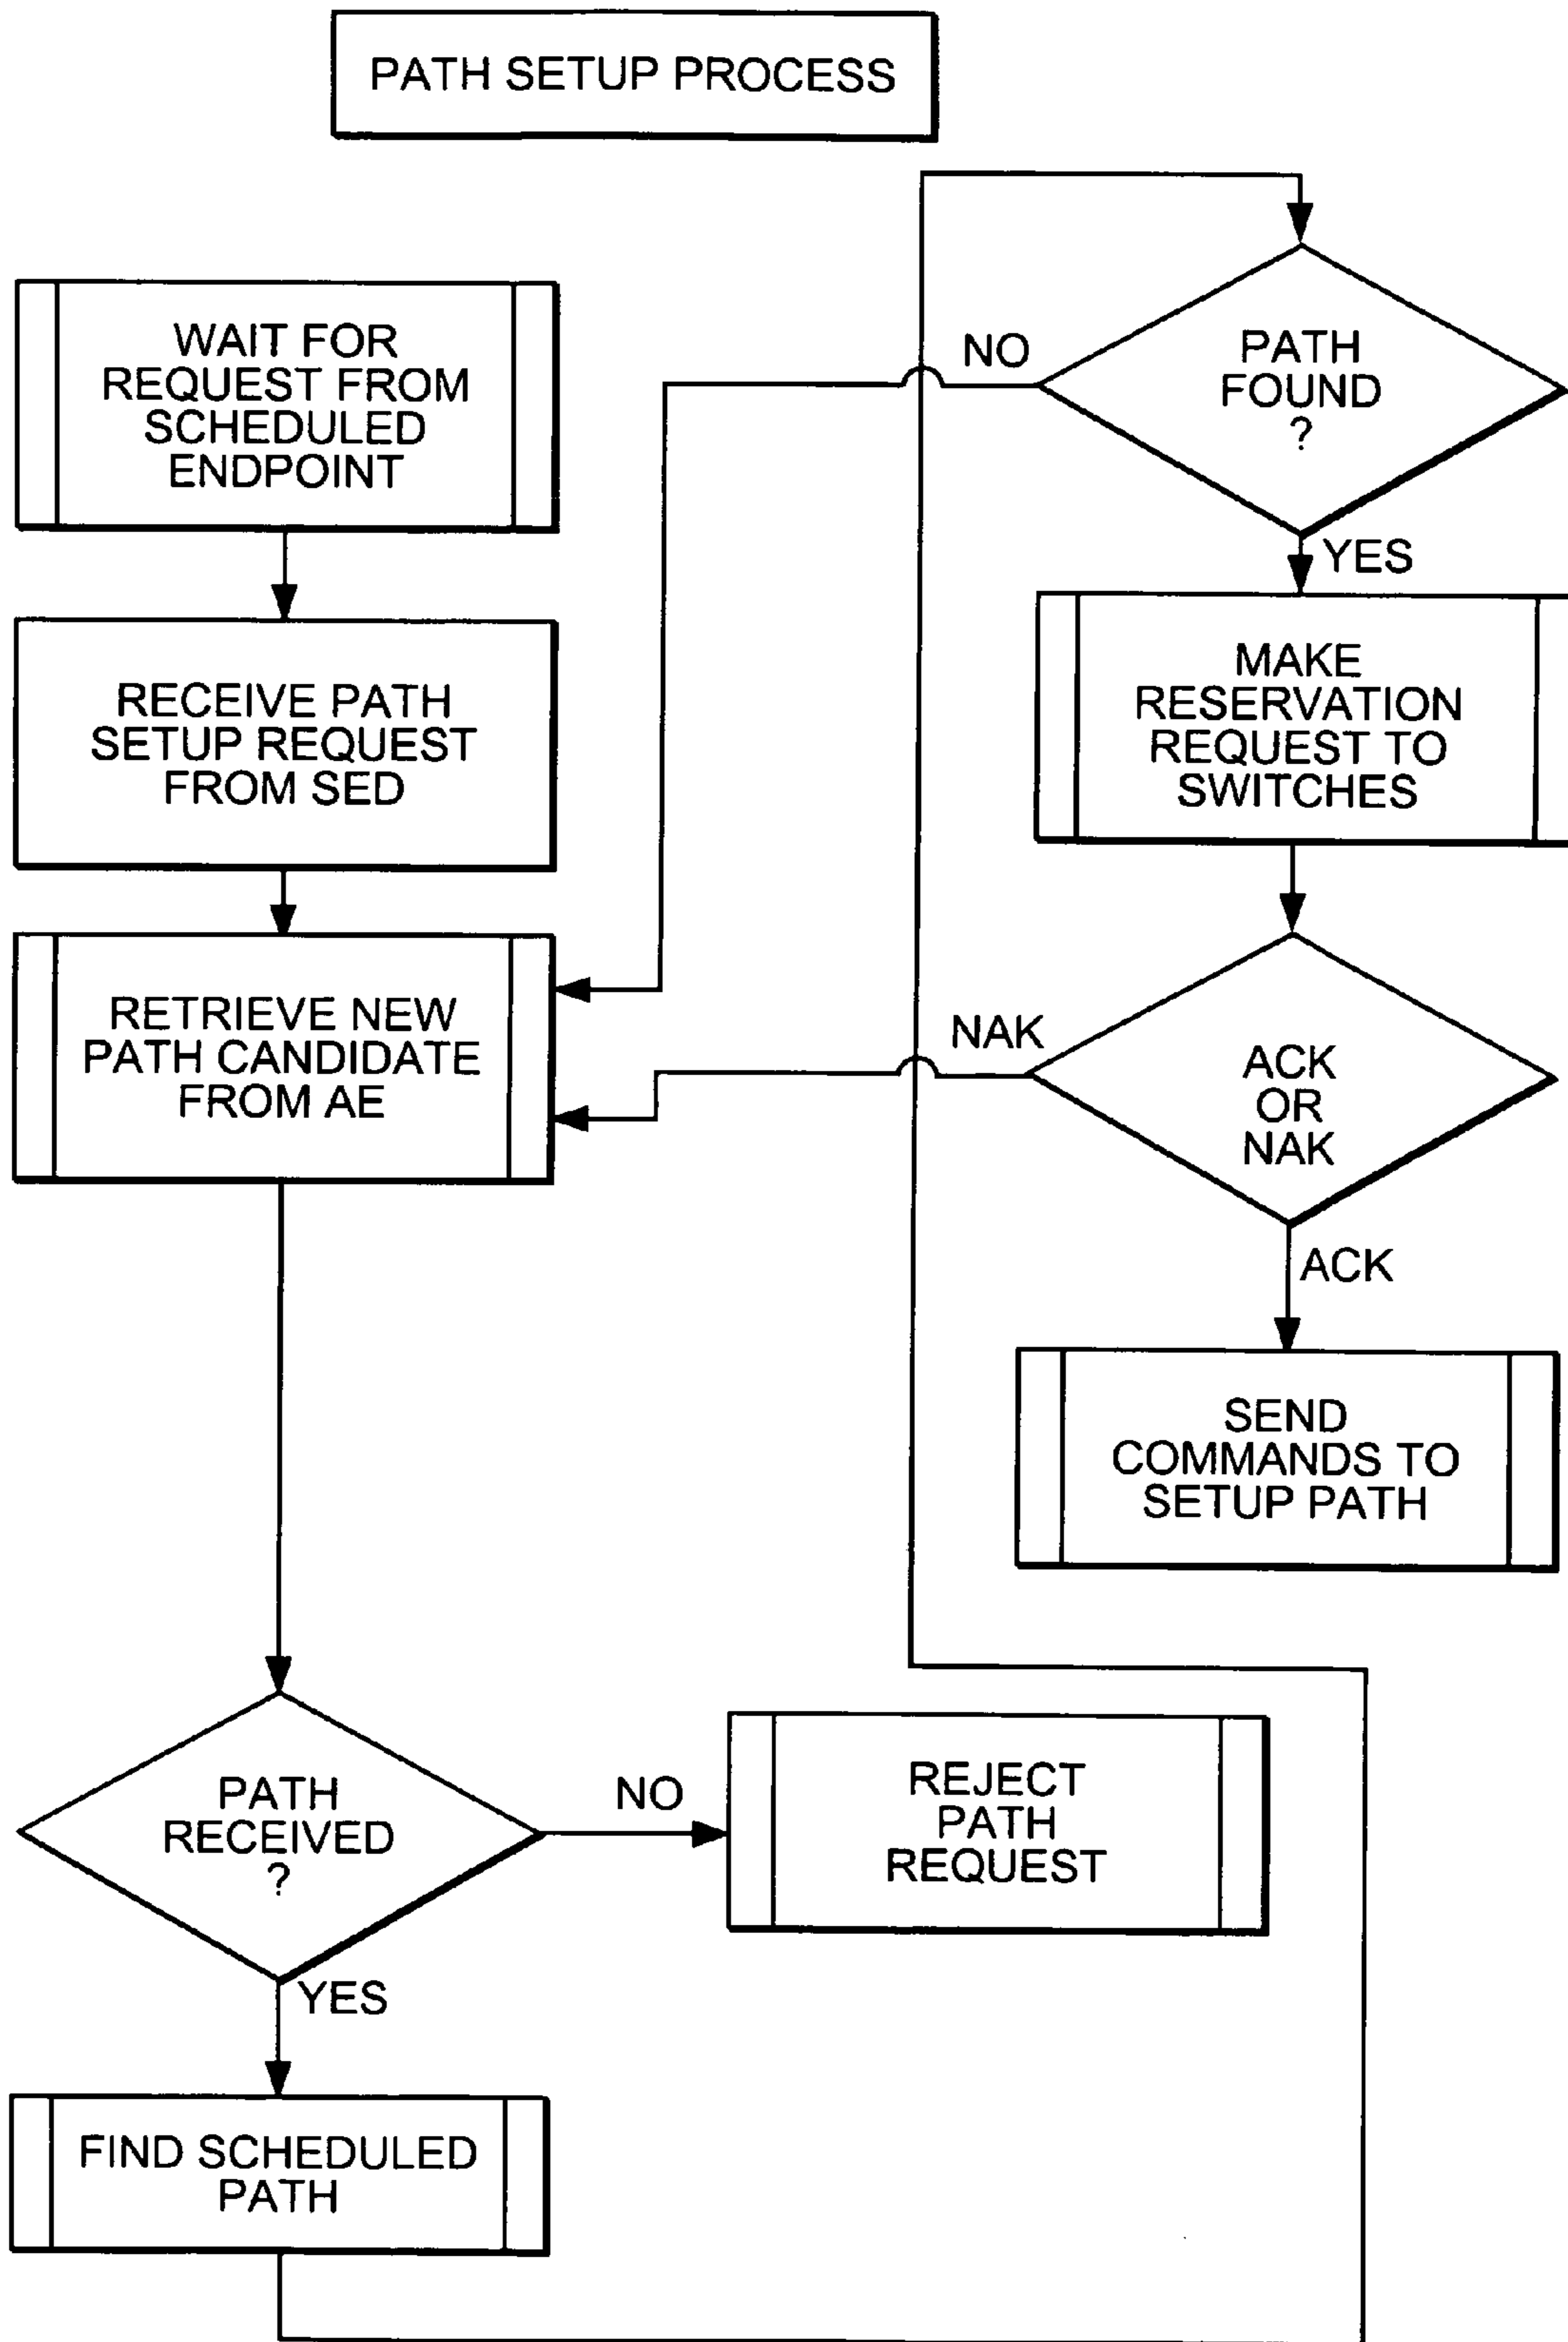 PATH SETUP PROCESS
WAIT FOR
REQUEST FROM
SCHEDULED
ENDPOINT
RECEIVE PATH
SETUP REQUEST
FROM SED
RETRIEVE NEW
PATH CANDIDATE
FROM AE
PATH
RECEIVED
?
NO
REJECT
PATH
REQUEST
YES
FIND SCHEDULED
PATH
PATH
FOUND
?
NO
YES
MAKE
RESERVATION
REQUEST TO
SWITCHES
ACK
OR
NAK
NAK
ACK
SEND
COMMANDS TO
SETUP PATH